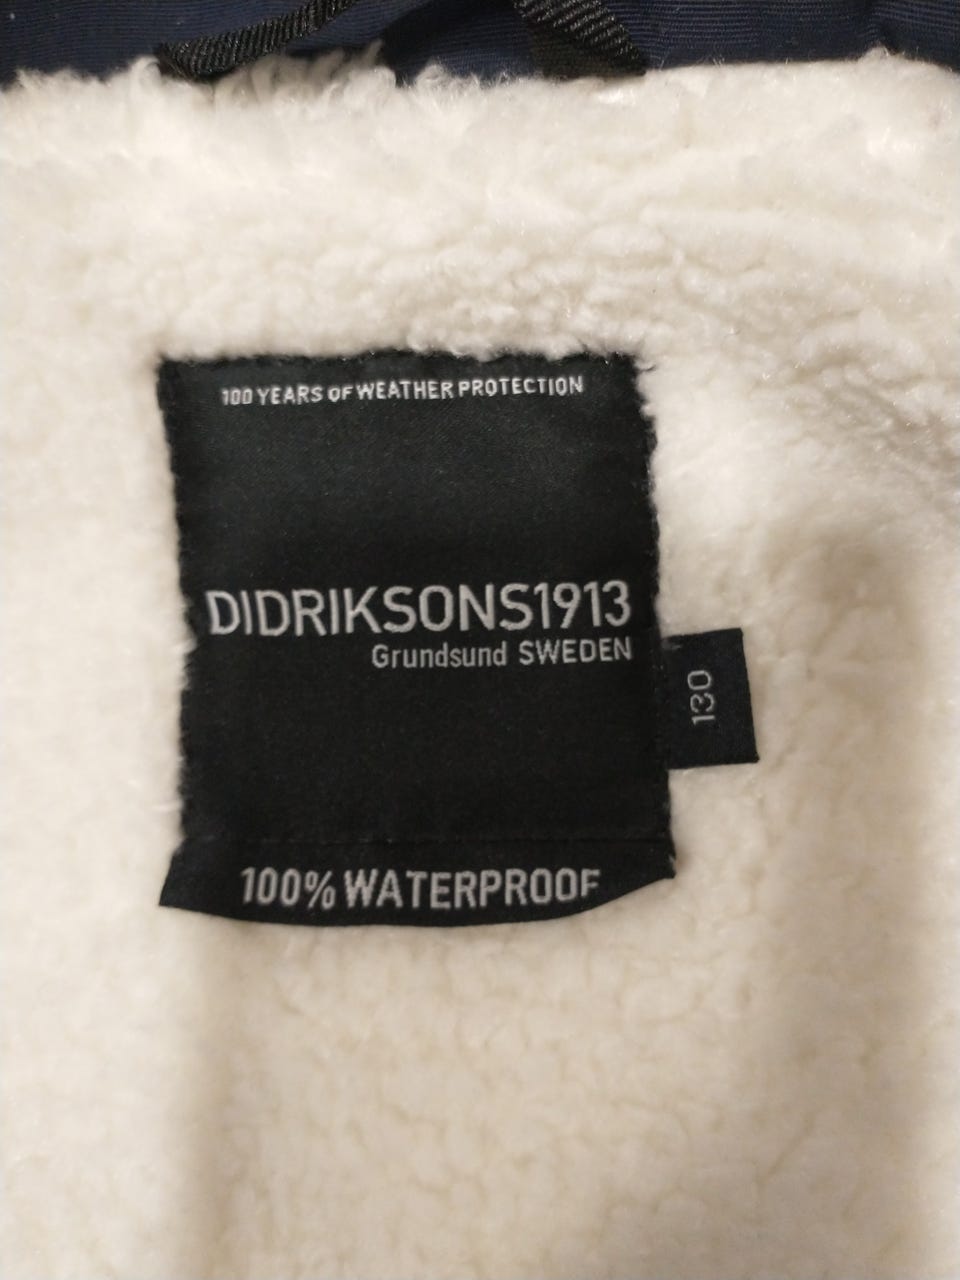 100 YEARS OF WEATHER PROTECTION
DIDRIKSONS1913
Grundsund SWEDEN
130
100% WATERPROOF